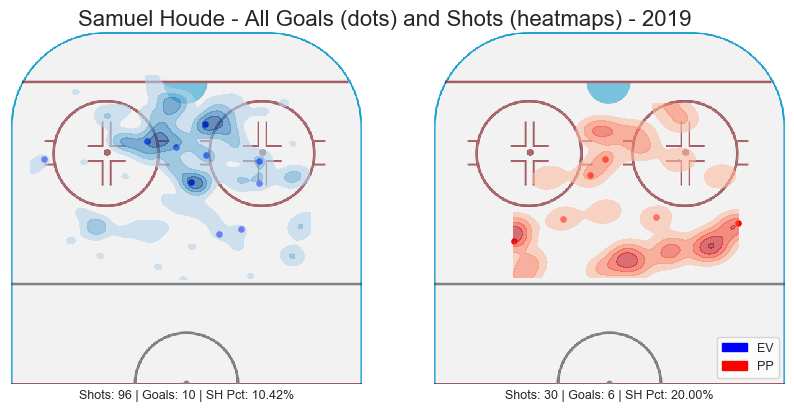 Samuel Houde - All Goals (dots) and Shots (heatmaps) - 2019
EV
PP
Shots: 96 | Goals: 10 | SH Pct: 10.42%
Shots: 30 | Goals: 6 | SH Pct: 20.00%